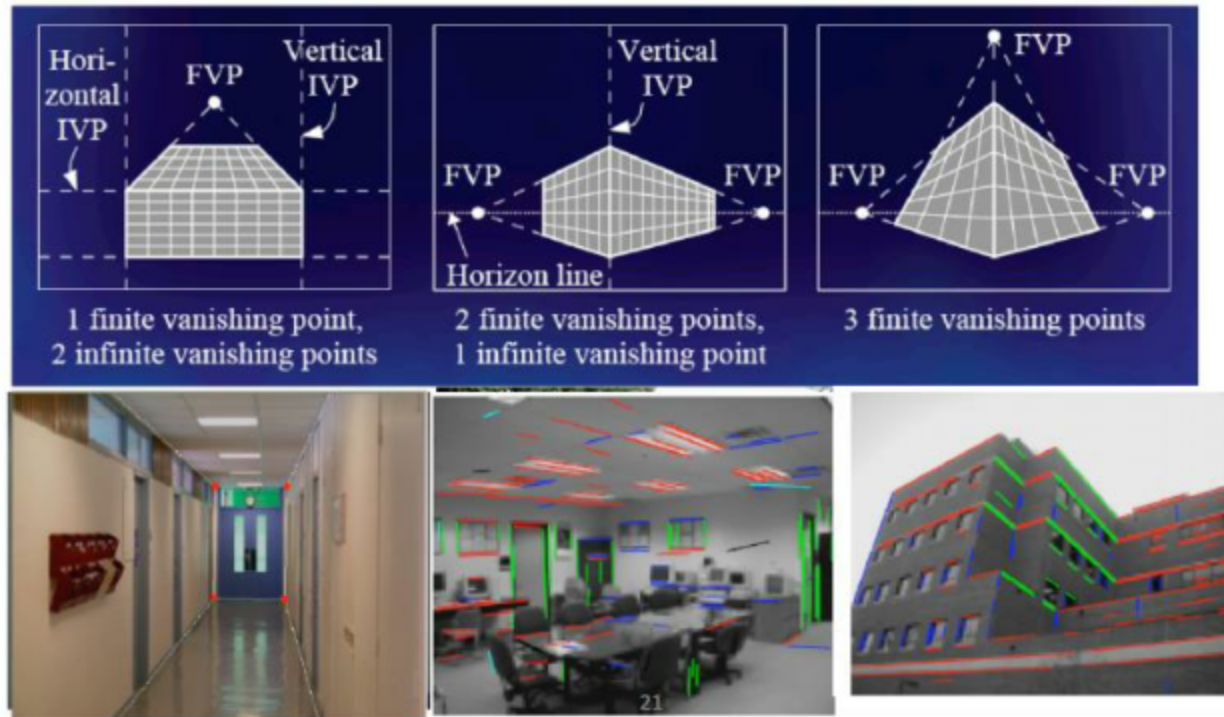 Hori-
zontal
IVP
FVP
Vertical
IVP
1 finite vanishing point,
2 infinite vanishing points
Vertical
IVP
FVP
FVP
Horizon line
2 finite vanishing points,
1 infinite vanishing point
FVP
FVP
FVP
3 finite vanishing points
21